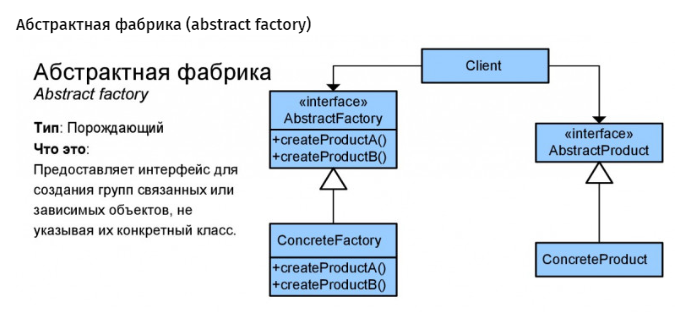 Абстрактная фабрика (abstract factory)
Абстрактная фабрика
Abstract factory
Тип: Порождающий
Что это:
Предоставляет интерфейс для
создания групп связанных или
зависимых объектов, не
указывая их конкретный класс.
Client
«interface»
AbstractFactory
+createProductA()
+createProductB()
«interface»
AbstractProduct
ConcreteFactory
+createProductA()
+createProductB()
ConcreteProduct